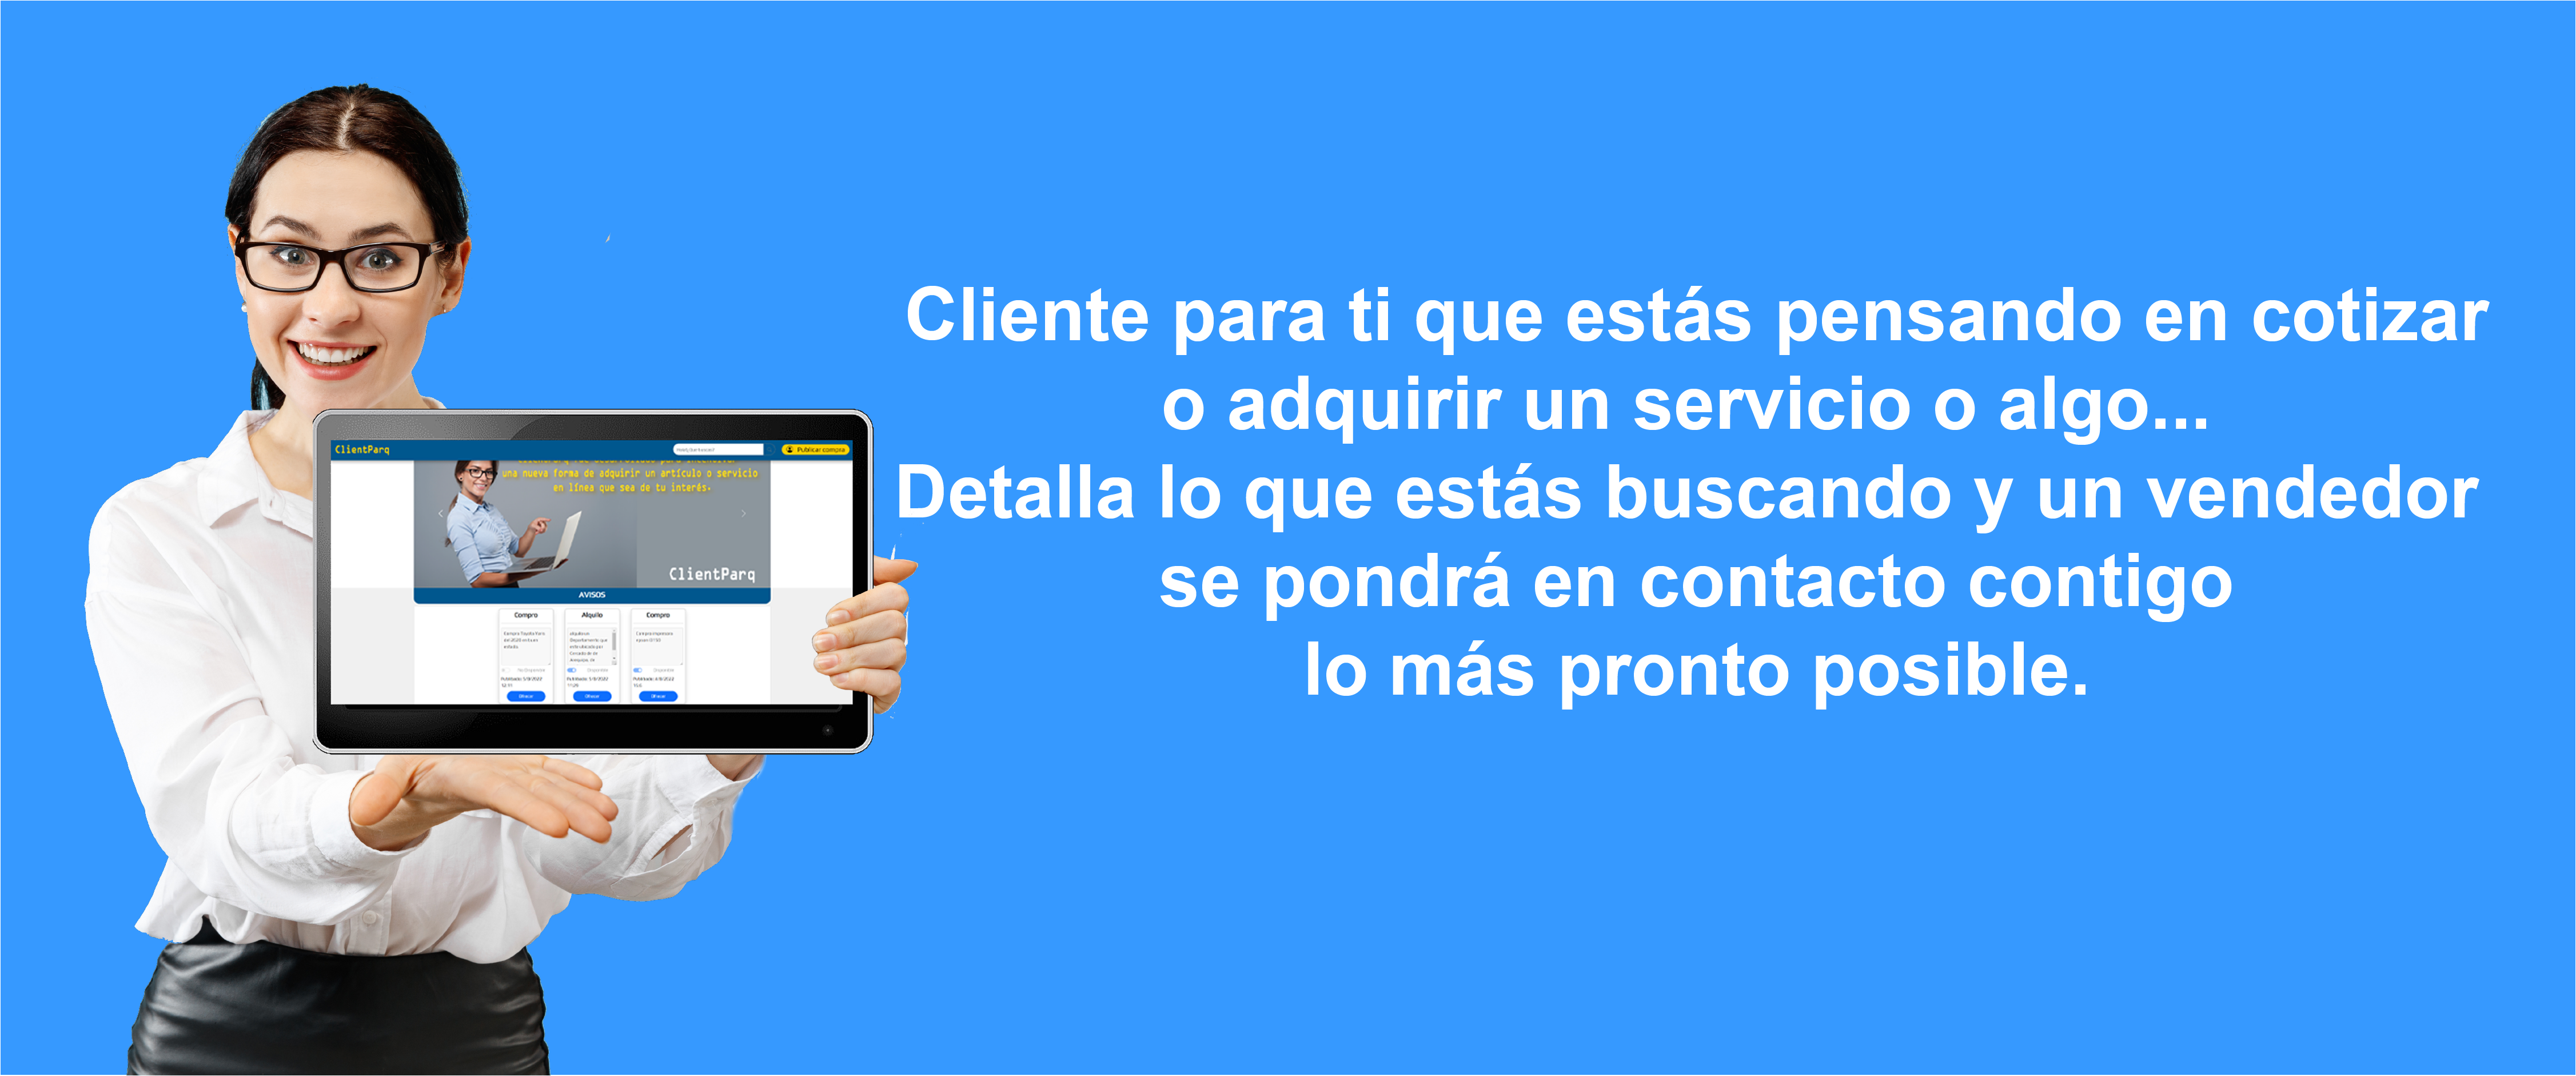 Cliente para ti que estás pensando en cotizar
o adquirir un servicio o algo...
Detalla lo que estás buscando y un vendedor
se pondrá en contacto contigo
lo más pronto posible.
ClientParq
Publicar compra
una nueva forma de adquirir un artículo o servicio
en línea que sea de tu interés.
ClientParq
AVISOS
Compro
Alquilo
Compro